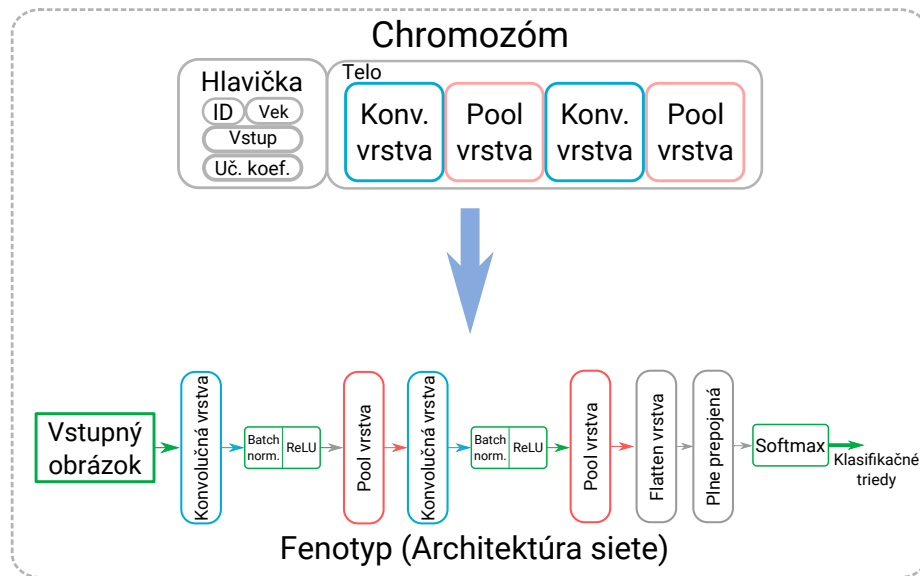 Chromozóm
Hlavička
ID
Vek
Vstup
Uč. koef.
Telo
Konv.
vrstva
Pool
vrstva
Konv.
vrstva
Pool
vrstva
Vstupný
obrázok
Konvolučná vrstva
Batch
norm.
ReLU
Pool vrstva
Konvolučná vrstva
Batch
norm.
ReLU
Pool vrstva
Flatten vrstva
Plne prepojená
Softmax
Klasifikačné
triedy
Fenotyp (Architektúra siete)